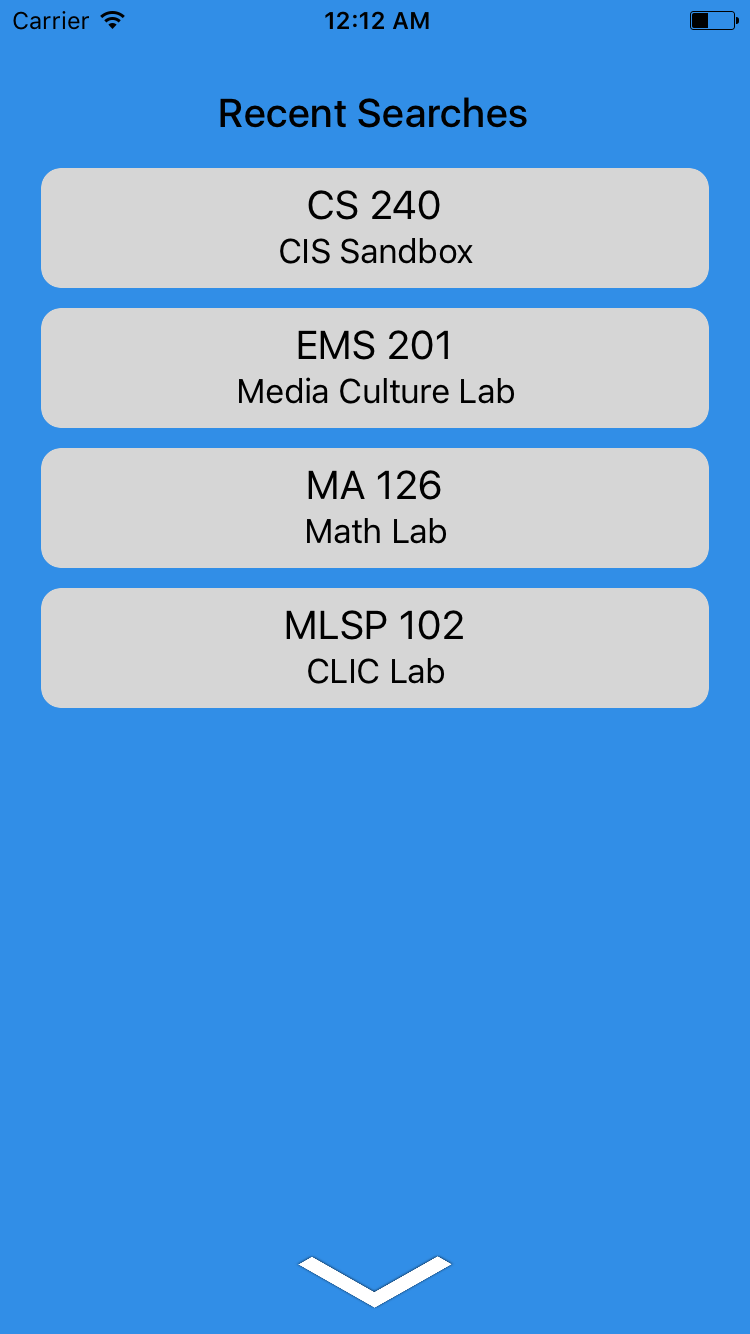 Carrier 12:12 AM
Recent Searches
CS 240
CIS Sandbox
EMS 201
Media Culture Lab
MA 126
Math Lab
MLSP 102
CLIC Lab